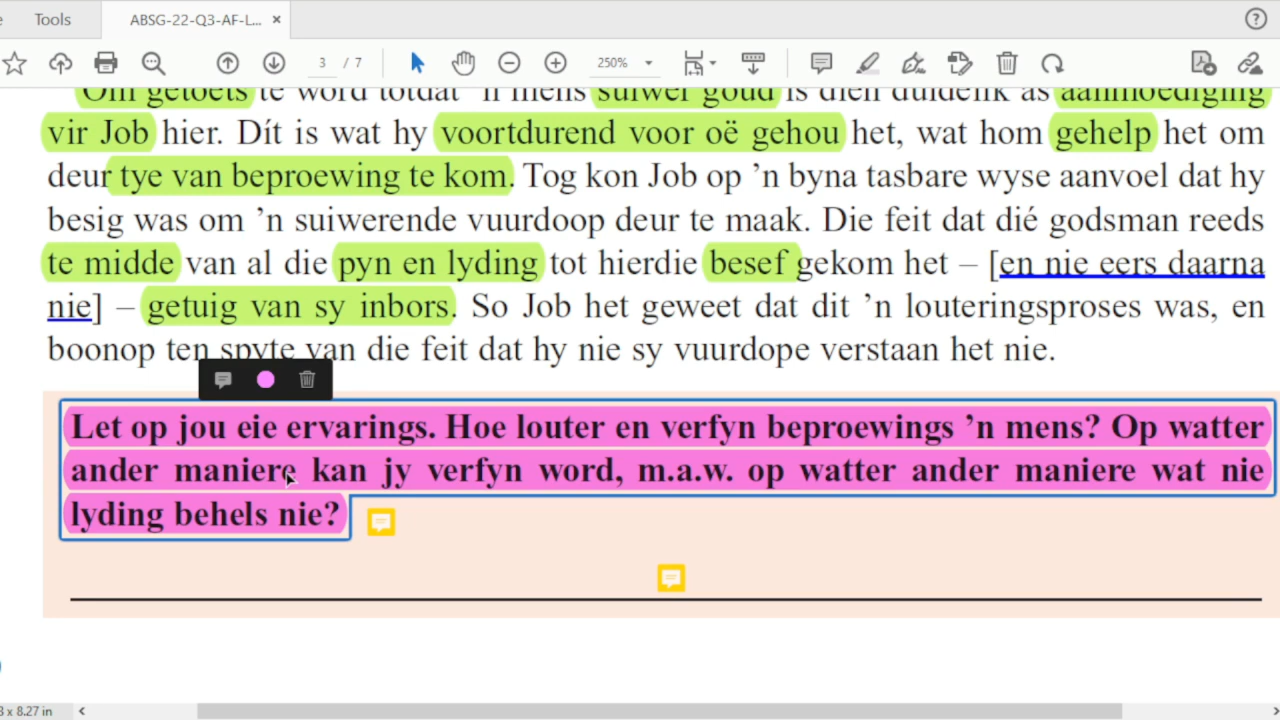 Tools
ABSG-22-Q3-AF-L... ×
3 / 7
250%
Om getoets te word totdat 'n mens suiwer goud is dien duidelik as aanmoediging
vir Job hier. Dít is wat hy voortdurend voor oë gehou het, wat hom gehelp het om
deur tye van beproewing te kom. Tog kon Job op 'n byna tasbare wyse aanvoel dat hy
besig was om 'n suiwerende vuurdoop deur te maak. Die feit dat dié godsman reeds
te midde van al die pyn en lyding tot hierdie besef gekom het – [en nie eers daarna
nie] – getuig van sy inbors. So Job het geweet dat dit 'n louteringsproses was, en
boonop ten spyte van die feit dat hy nie sy vuurdope verstaan het nie.
Let op jou eie ervarings. Hoe louter en verfyn beproewings 'n mens? Op watter
ander maniere kan jy verfyn word, m.a.w. op watter ander maniere wat nie
lyding behels nie?
x 8.27 in